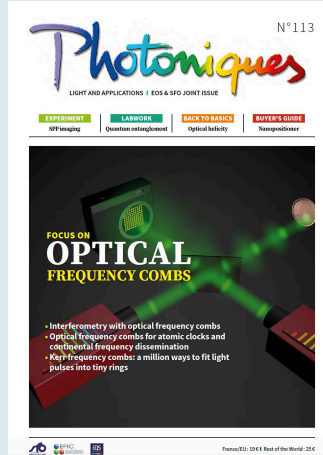 N°113
Photoniques
LIGHT AND APPLICATIONS I EOS & SFO JOINT ISSUE
EXPERIMENT
SPP imaging
LABWORK
Quantum entanglement
BACK TO BASICS
Optical helicity
BUYER'S GUIDE
Nanopositioner
FOCUS ON
OPTICAL
FREQUENCY COMBS
• Interferometry with optical frequency combs
• Optical frequency combs for atomic clocks and
continental frequency dissemination
• Kerr frequency combs: a million ways to fit light
pulses into tiny rings
EPIC
EOS
France/EU : 19 € I Rest of the World : 25 €